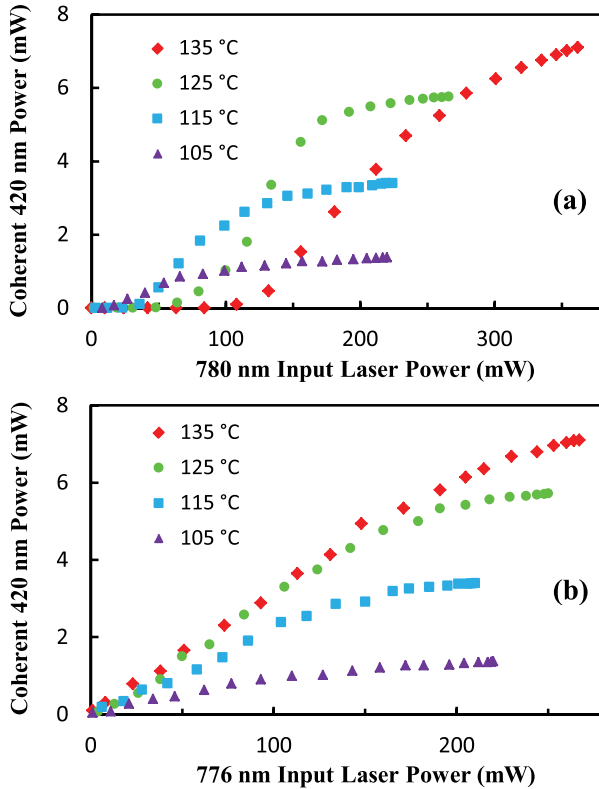 (a)
8
6
4
2
0
Coherent 420 nm Power (mW)
135 °C
125 °C
115 °C
105 °C
0 100 200 300
780 nm Input Laser Power (mW)
(b)
8
6
4
2
0
Coherent 420 nm Power (mW)
135 °C
125 °C
115 °C
105 °C
0 100 200
776 nm Input Laser Power (mW)